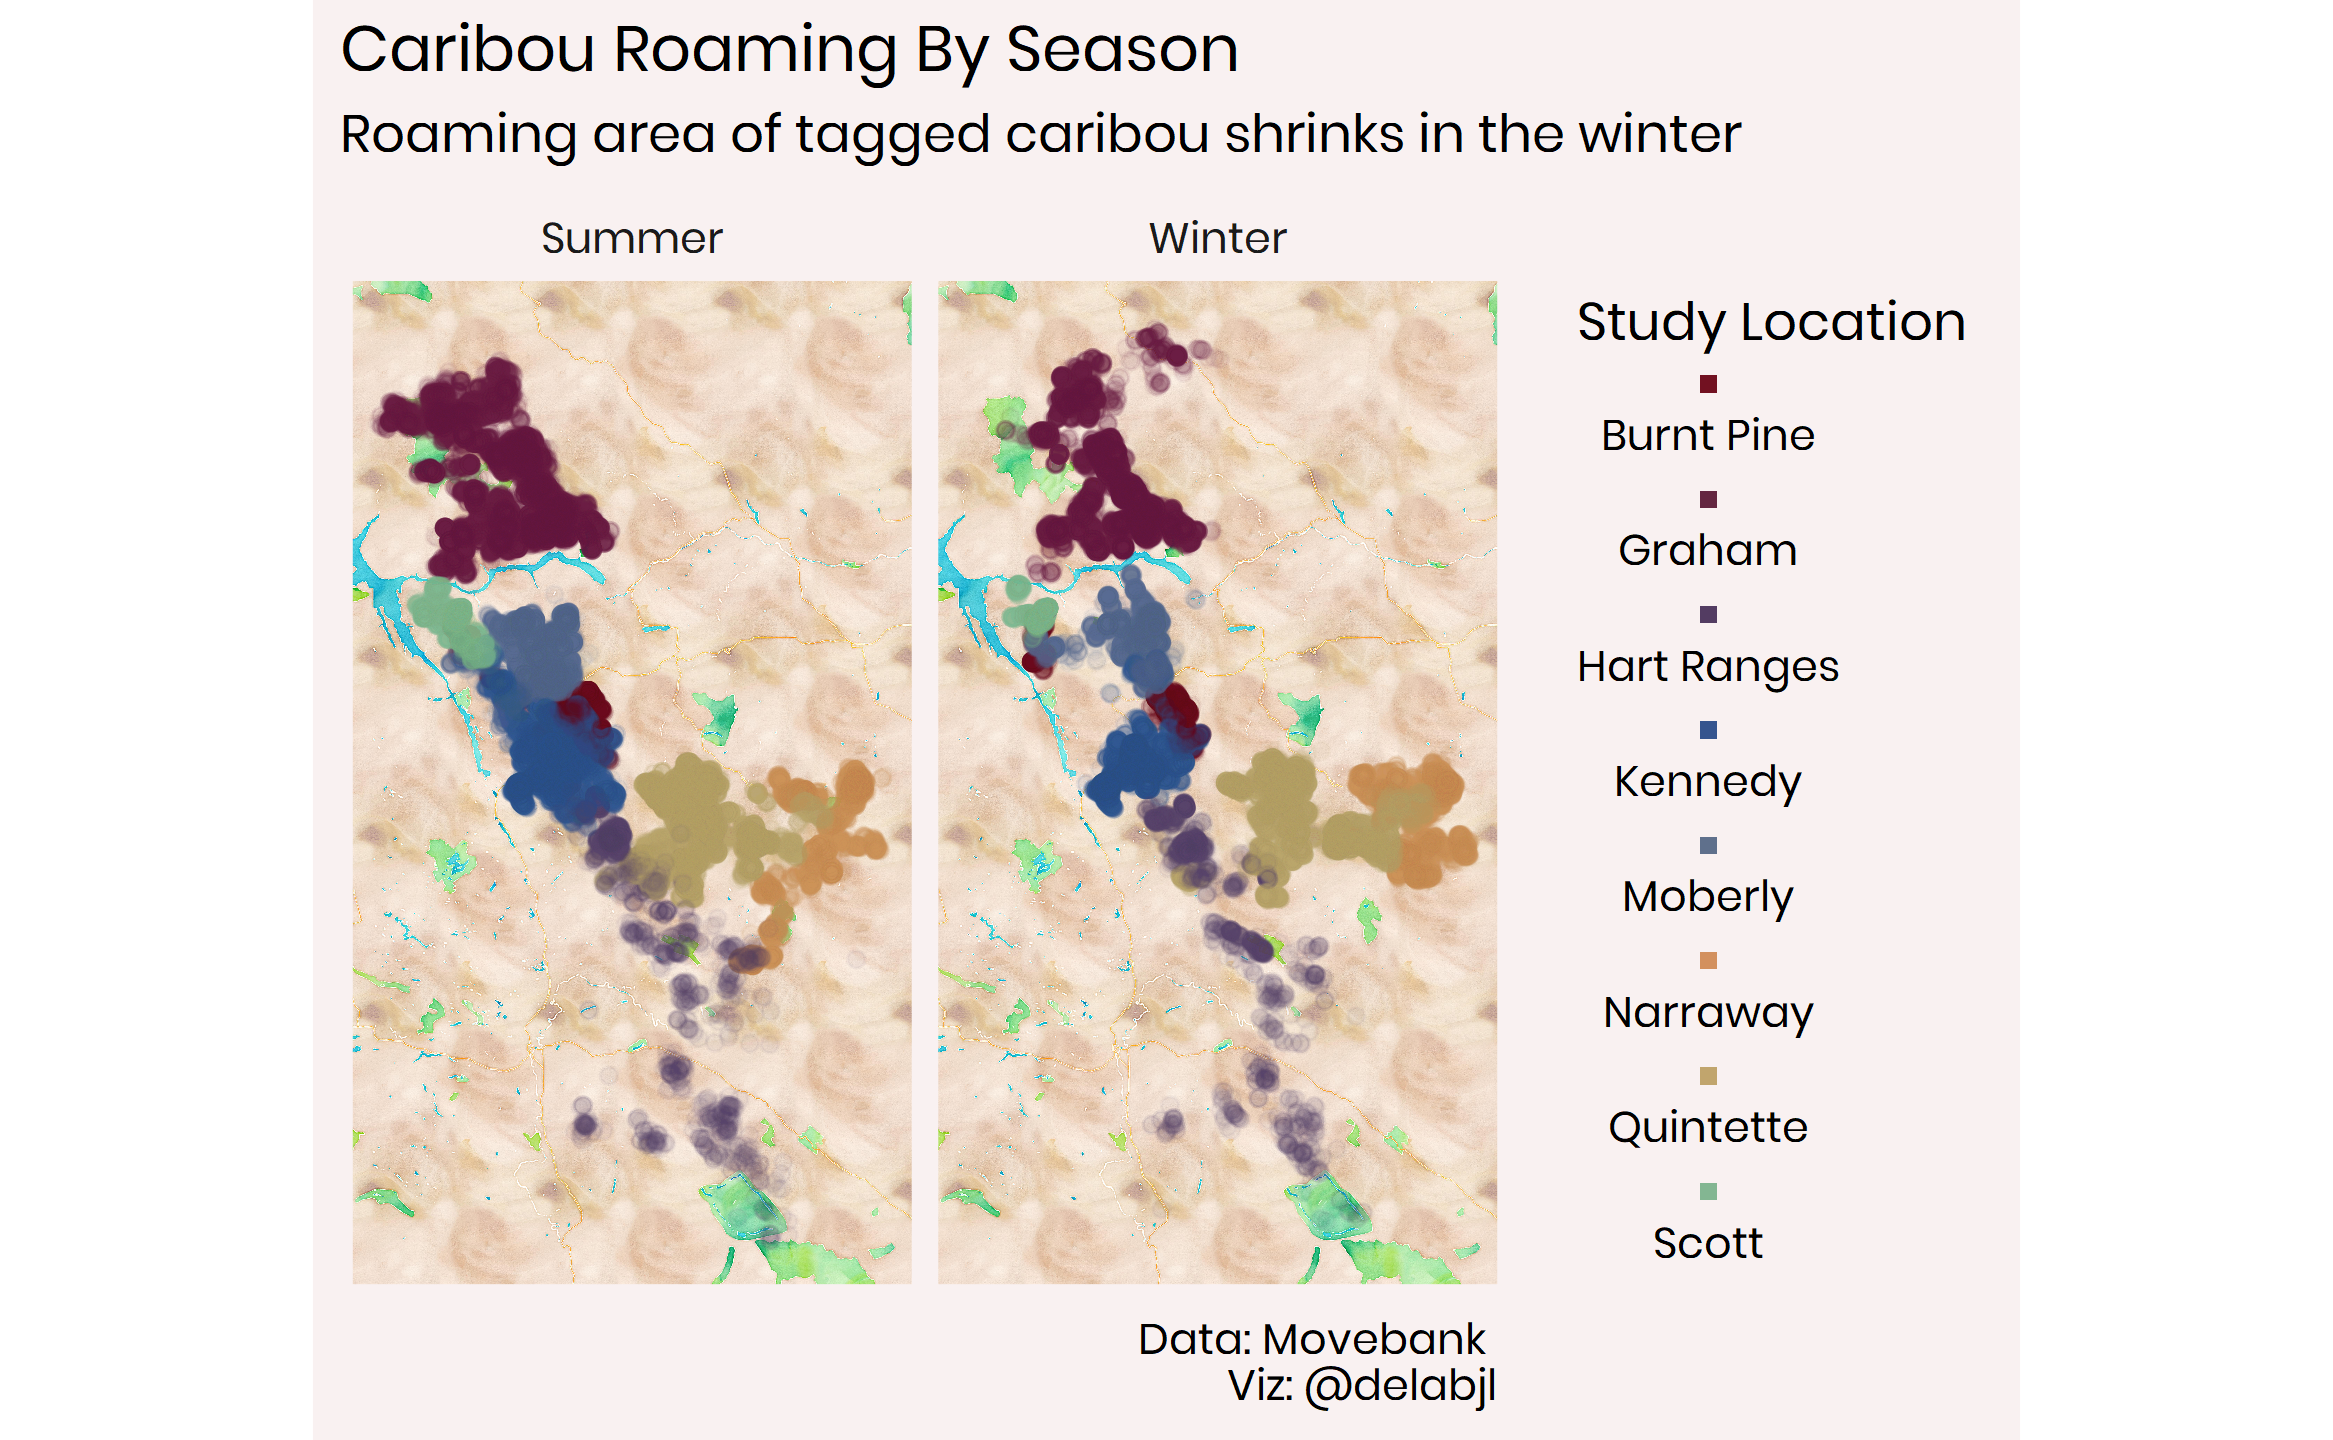 Caribou Roaming By Season
Roaming area of tagged caribou shrinks in the winter
Summer
Winter
Study Location
Burnt Pine
Graham
Hart Ranges
Kennedy
Moberly
Narraway
Quintette
Scott
Data: Movebank
Viz: @delabjl